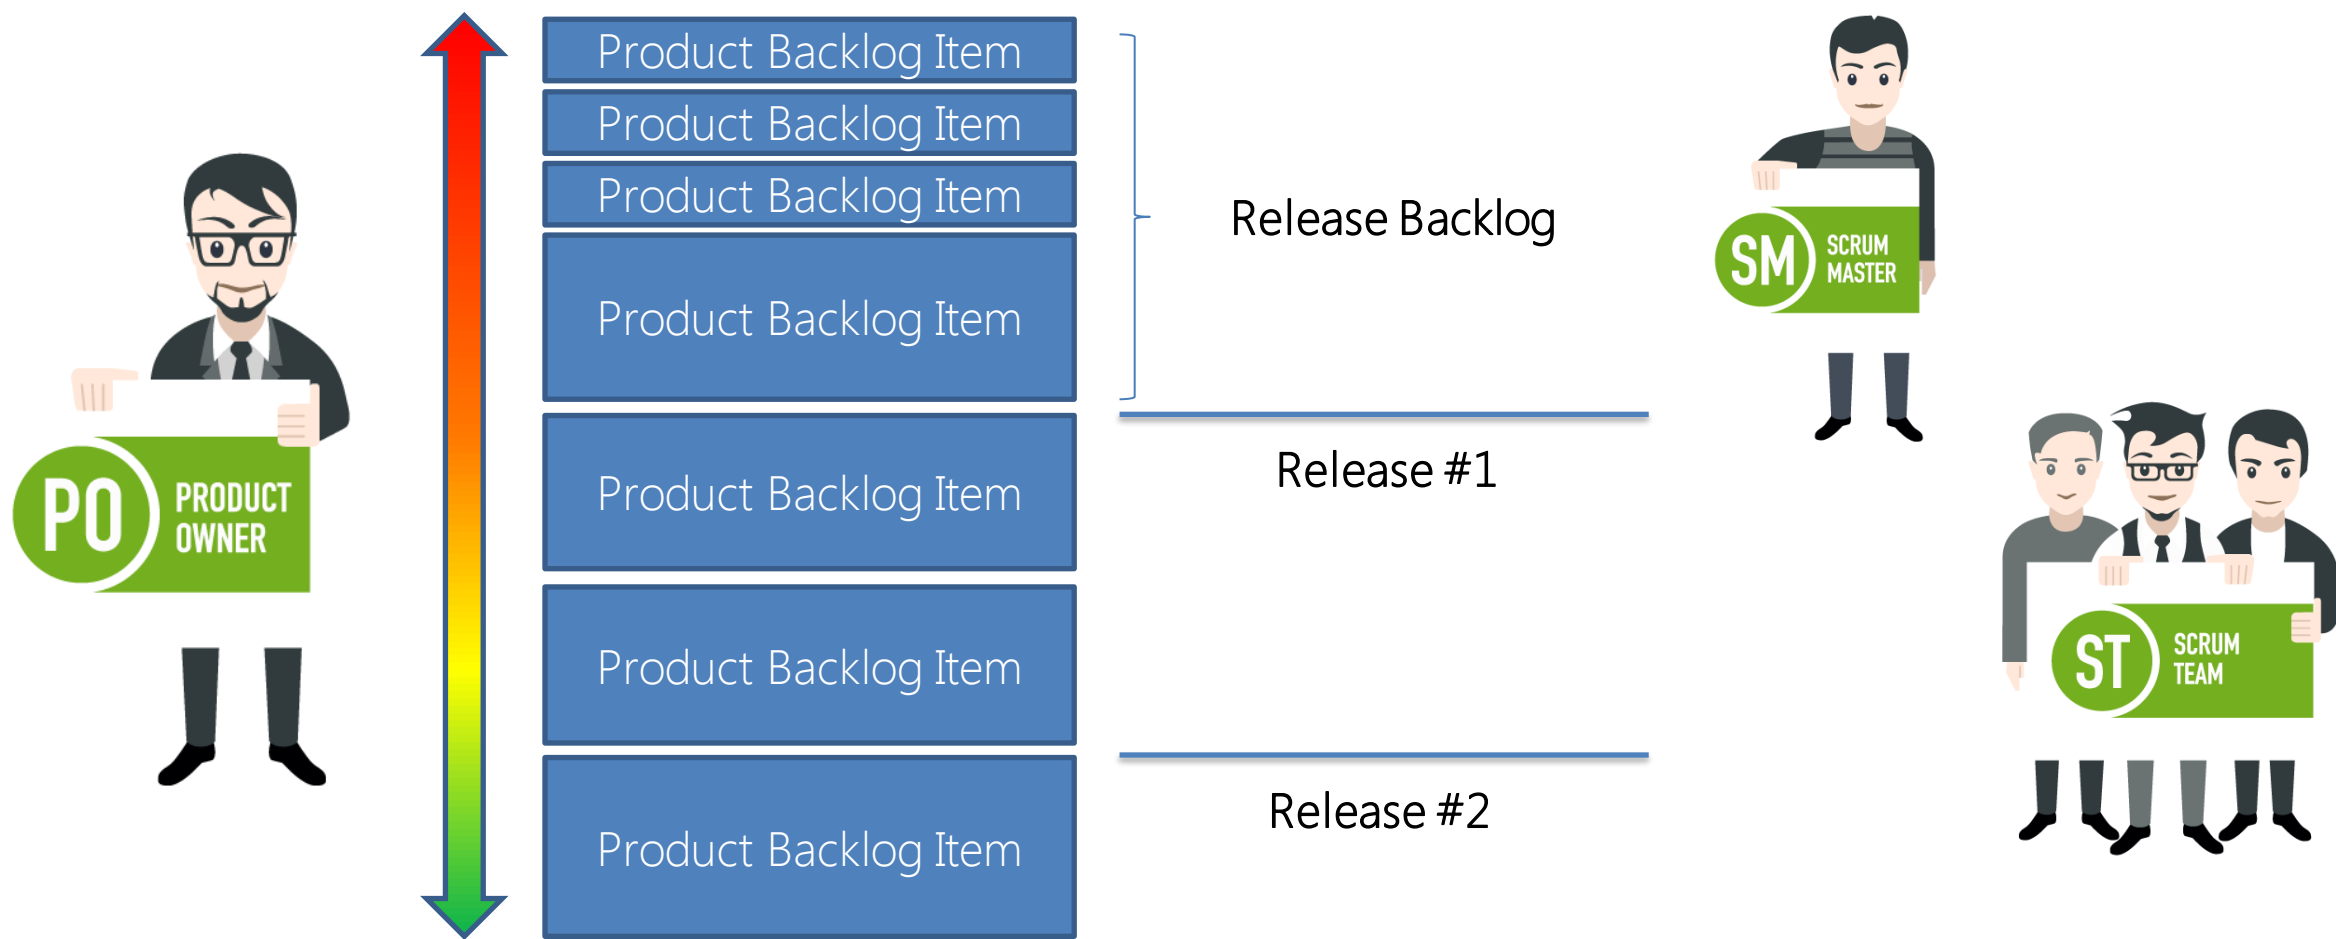 Product Backlog Item
Product Backlog Item
Product Backlog Item
Product Backlog Item
Product Backlog Item
Product Backlog Item
Product Backlog Item
Release Backlog
Release #1
Release #2
PO
PRODUCT
OWNER
SM
SCRUM
MASTER
ST
SCRUM
TEAM